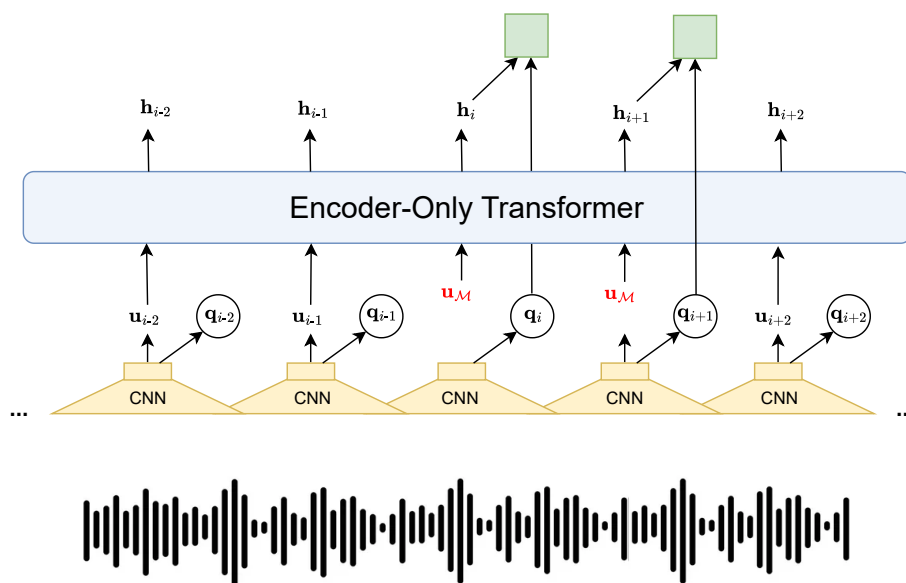 h_{i-2} h_{i-1} h_i h_{i+1} h_{i+2}
Encoder-Only Transformer
u_{i-2} q_{i-2} u_{i-1} q_{i-1} u_ℳ q_i u_ℳ q_{i+1} u_{i+2} q_{i+2}
... CNN CNN CNN CNN CNN ..